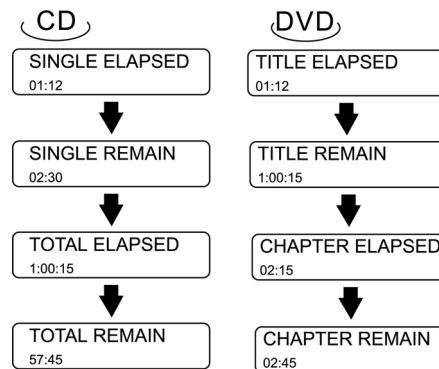 CD
SINGLE ELAPSED
01:12
SINGLE REMAIN
02:30
TOTAL ELAPSED
1:00:15
TOTAL REMAIN
57:45
DVD
TITLE ELAPSED
01:12
TITLE REMAIN
1:00:15
CHAPTER ELAPSED
02:15
CHAPTER REMAIN
02:45